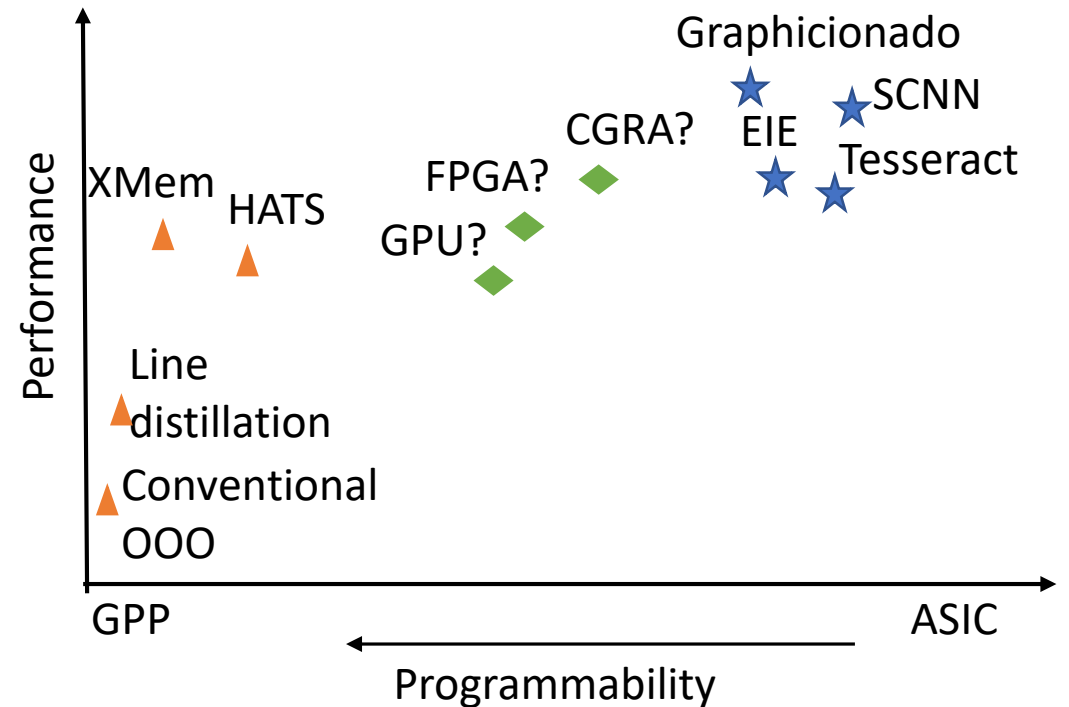 Graphicionado
SCNN
CGRA?
EIE
Tesseract
FPGA?
XMem
HATS
GPU?
Performance
Line
distillation
Conventional
OOO
GPP
ASIC
Programmability